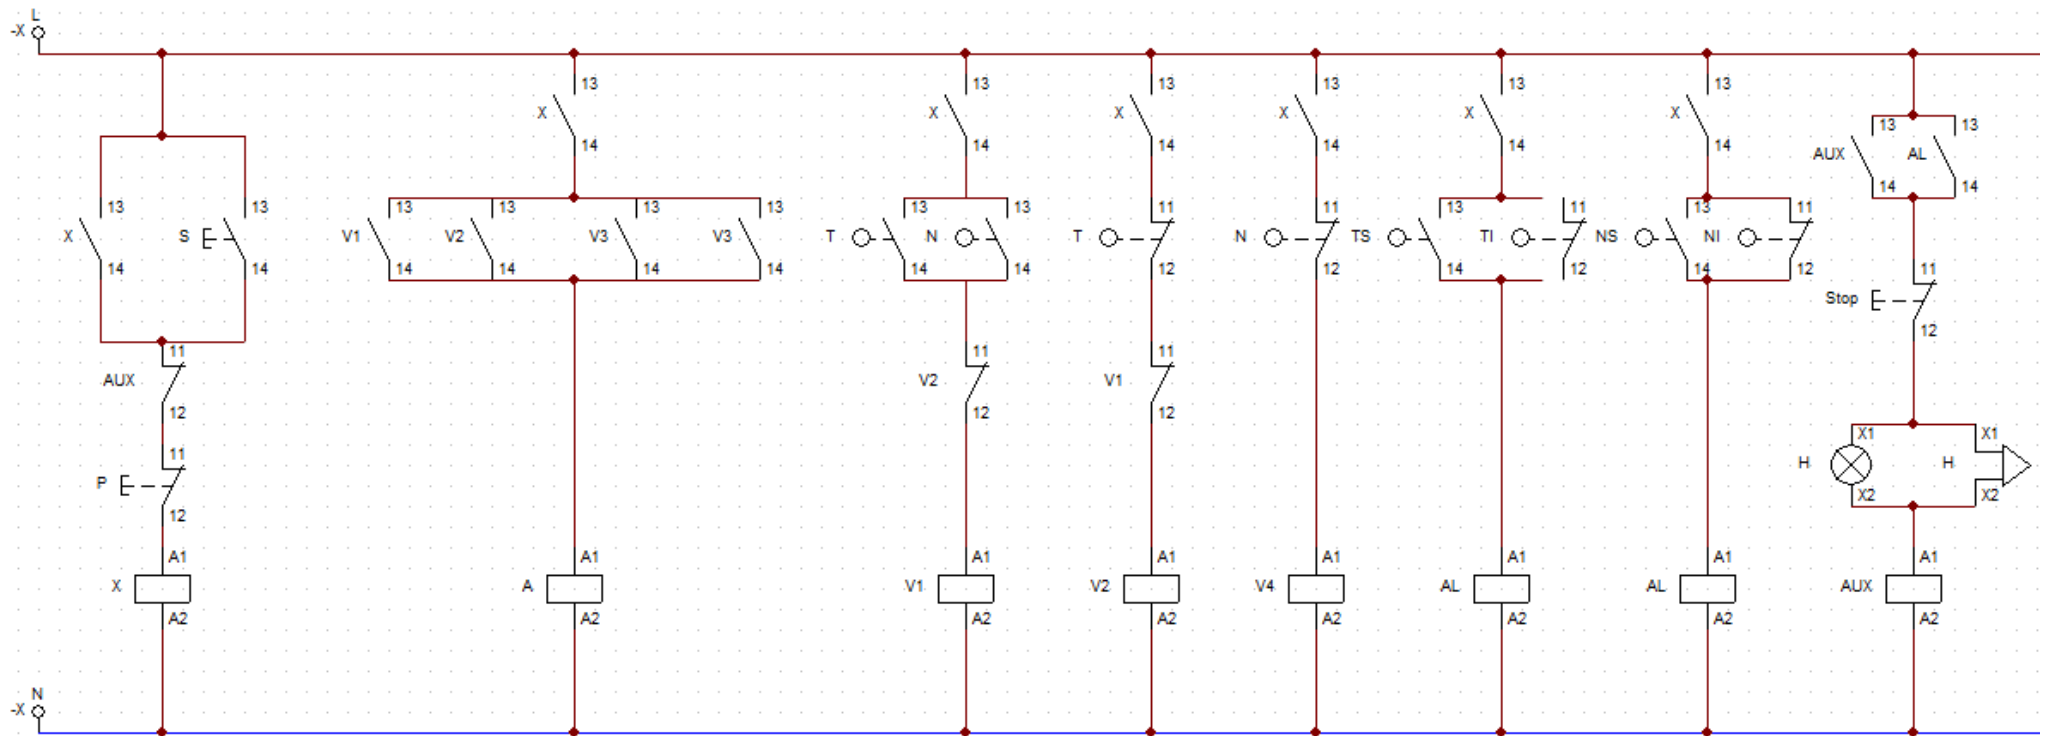 L
-X
13 13 13 13 13 13
X X X X X X
14 14 14 14 14 14
13 13
AUX AL
14 14
13 13
X S
14 14
13 13 13 13
V1 V2 V3 V3
14 14 14 14
13 13
T N
14 14
11
T
12
11
N
12
13 11
TS TI
14 12
13 11
NS NI
14 12
11
Stop
12
11
AUX
12
11
V2
12
11
V1
12
11
P
12
X1 X1
H H
X2 X2
A1 A1 A1 A1 A1 A1 A1 A1
X A V1 V2 V4 AL AL AUX
A2 A2 A2 A2 A2 A2 A2 A2
N
-X